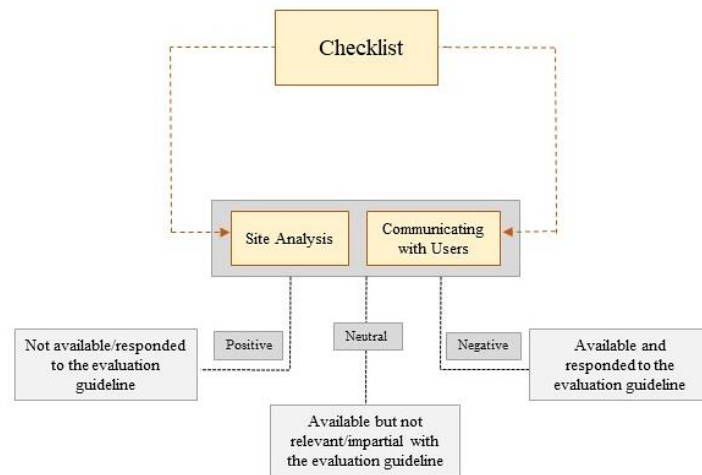 Checklist
Site Analysis
Communicating
with Users
Positive
Neutral
Negative
Not available/responded
to the evaluation
guideline
Available but not
relevant/impartial with
the evaluation guideline
Available and
responded to the
evaluation guideline